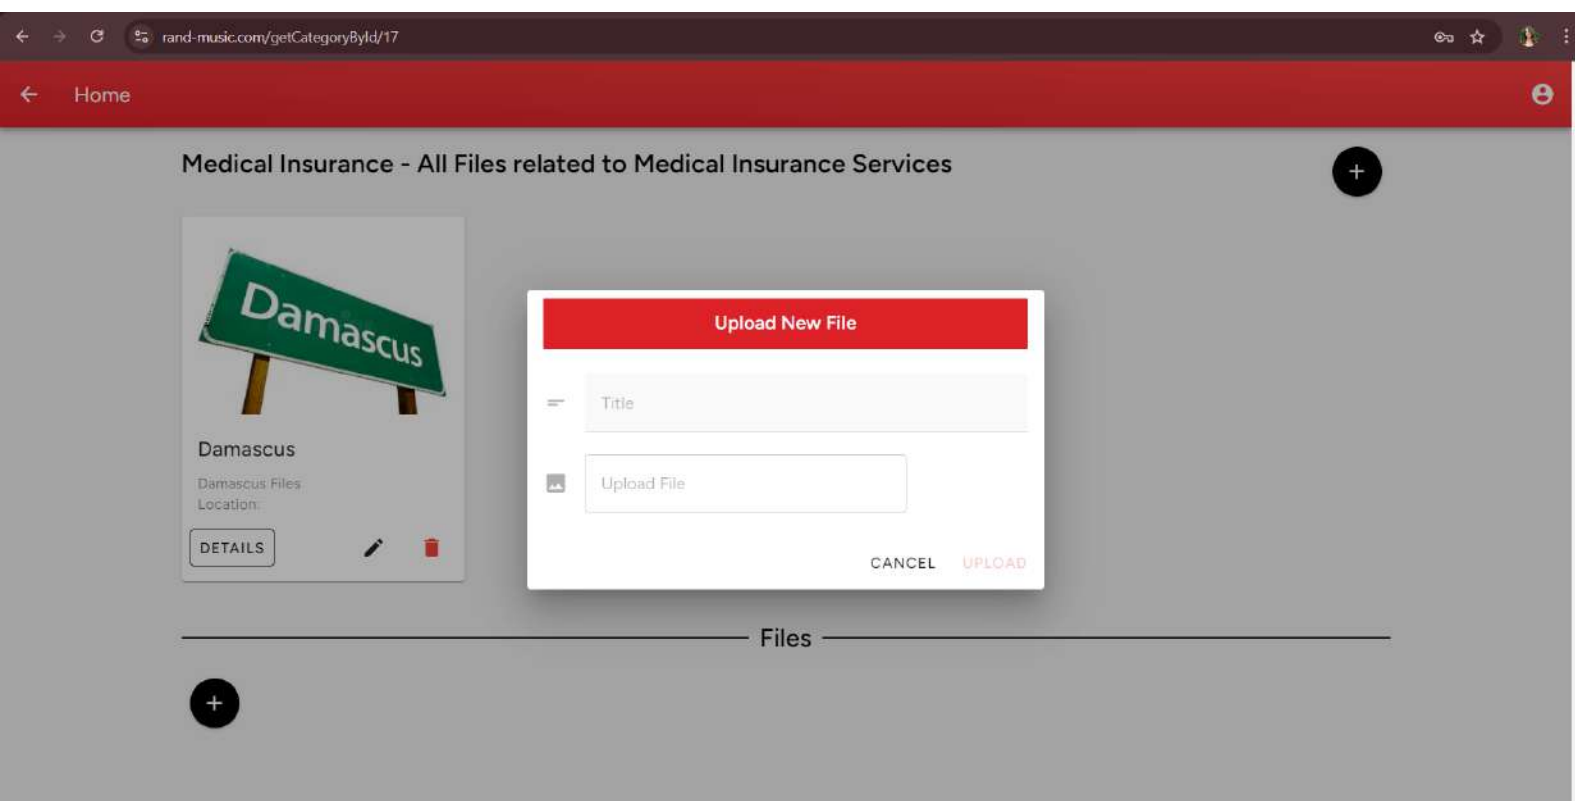 rand-music.com/getCategoryById/17
Home
Medical Insurance - All Files related to Medical Insurance Services
Damascus
Damascus
Damascus Files
Location:
DETAILS
Upload New File
Title
Upload File
CANCEL UPLOAD
Files